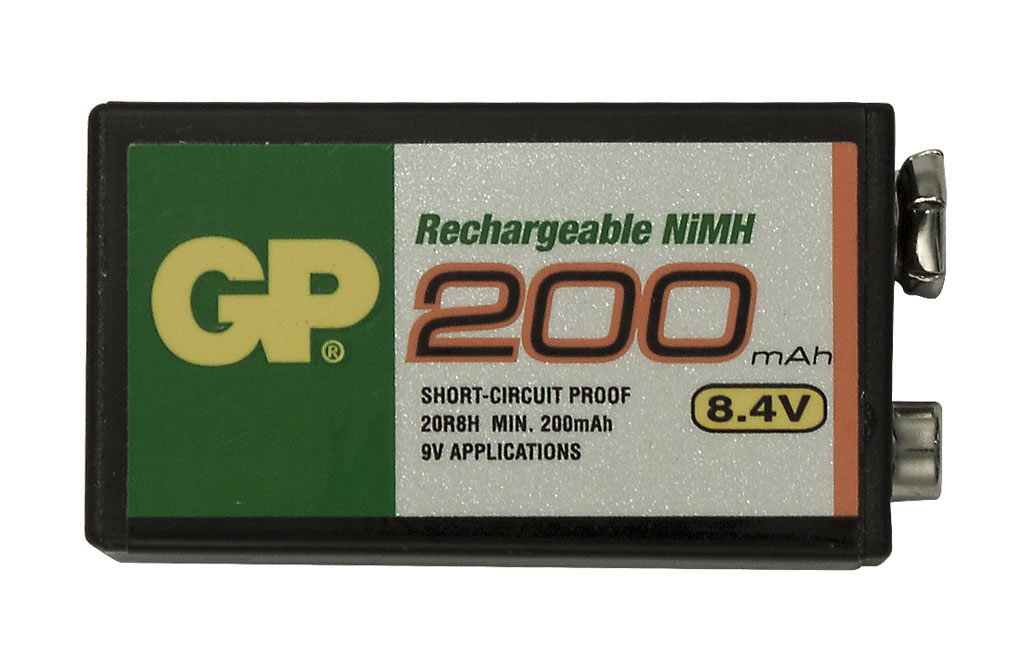 GP®
Rechargeable NiMH
200 mAh
SHORT-CIRCUIT PROOF
20R8H MIN. 200mAh
9V APPLICATIONS
8.4V